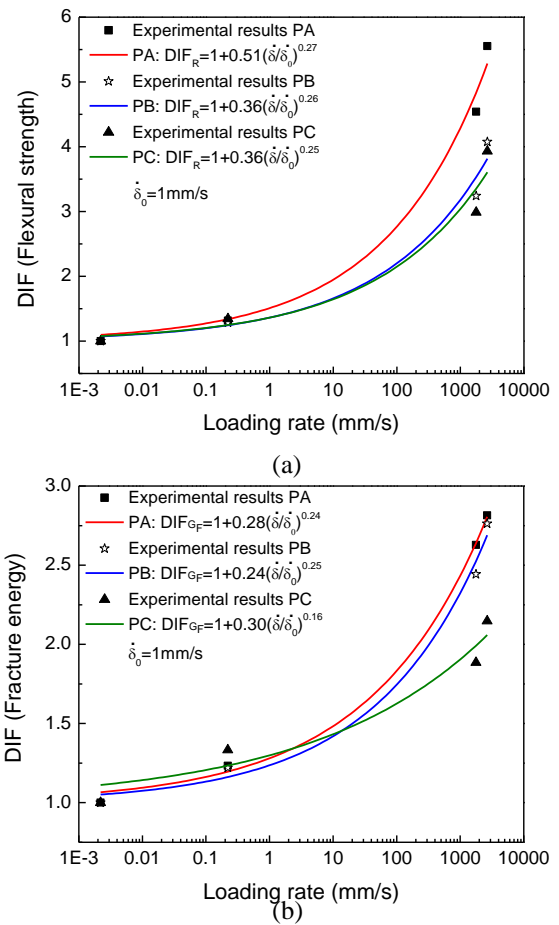 (a)
6
5
4
3
2
1
0
DIF (Flexural strength)
Experimental results PA
PA: DIF_R=1+0.51(δ̇/δ̇_0)^0.27
Experimental results PB
PB: DIF_R=1+0.36(δ̇/δ̇_0)^0.26
Experimental results PC
PC: DIF_R=1+0.36(δ̇/δ̇_0)^0.25
δ̇_0=1mm/s
1E-3 0.01 0.1 1 10 100 1000 10000
Loading rate (mm/s)
(a)
3.0
2.5
2.0
1.5
1.0
DIF (Fracture energy)
Experimental results PA
PA: DIF_GF=1+0.28(δ̇/δ̇_0)^0.24
Experimental results PB
PB: DIF_GF=1+0.24(δ̇/δ̇_0)^0.25
Experimental results PC
PC: DIF_GF=1+0.30(δ̇/δ̇_0)^0.16
δ̇_0=1mm/s
1E-3 0.01 0.1 1 10 100 1000 10000
Loading rate (mm/s)
(b)